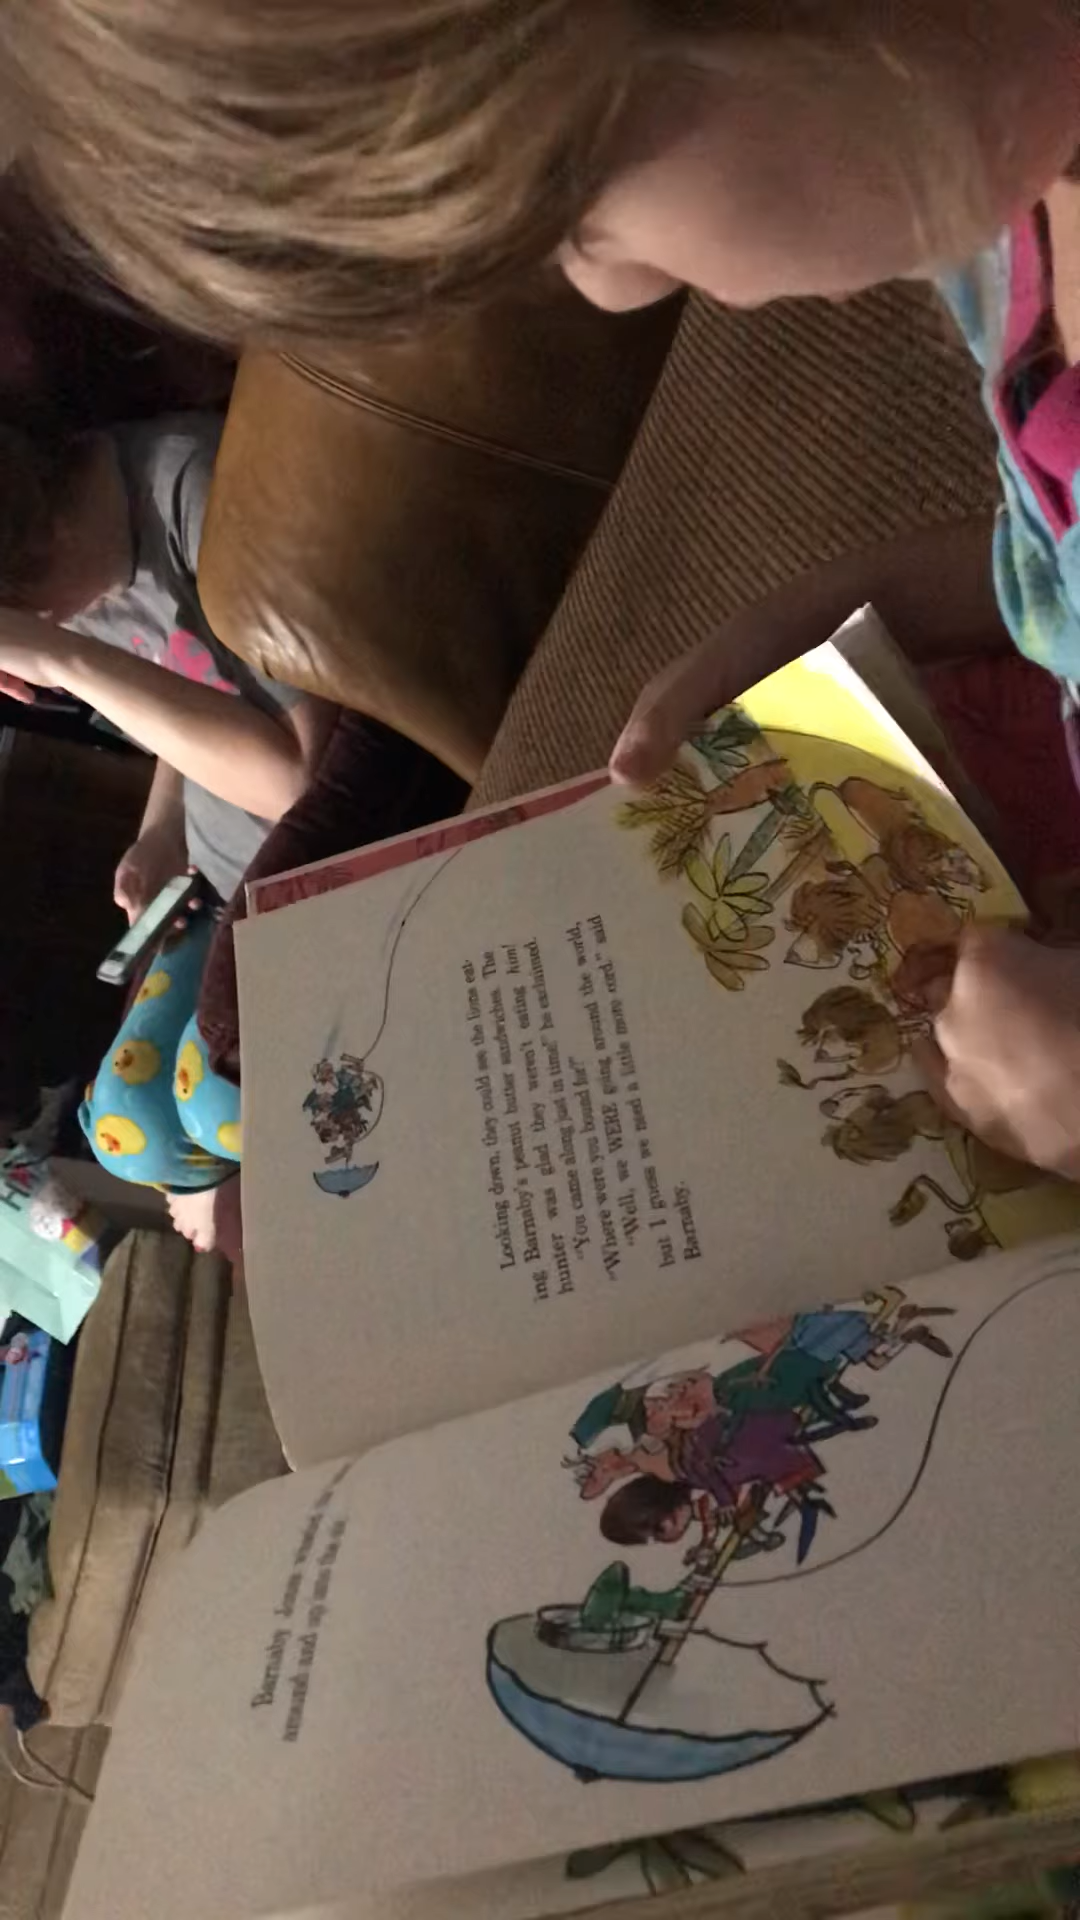 Barnaby Jones wound the
around and up into the air.
Looking down, they could see the lions eat-
ing Barnaby's peanut butter sandwiches. The
hunter was glad they weren't eating him!
"You came along just in time!" he exclaimed.
"Where were you bound for?"
"Well, we WERE going around the world,
but I guess we need a little more cord," said
Barnaby.